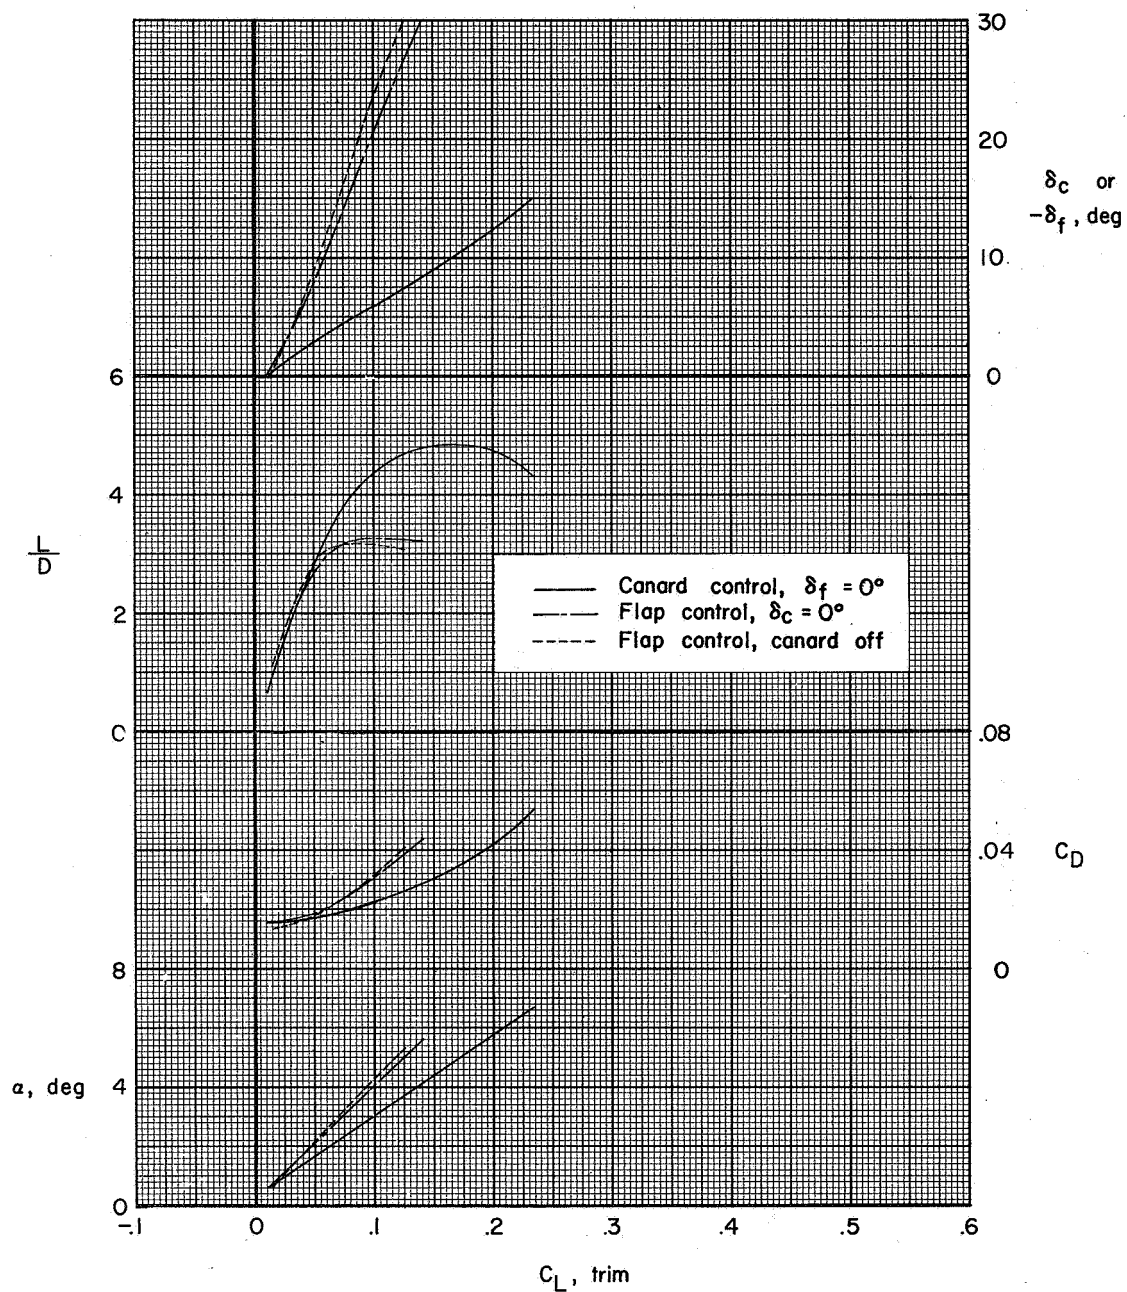 30
20
δc or
-δf, deg
10
6
0
4
L
D
Canard control, δf = 0°
Flap control, δc = 0°
2
Flap control, canard off
C
.08
.04
CD
8
0
α, deg
4
0
-.1
0
.1
.2
.3
.4
.5
.6
CL, trim